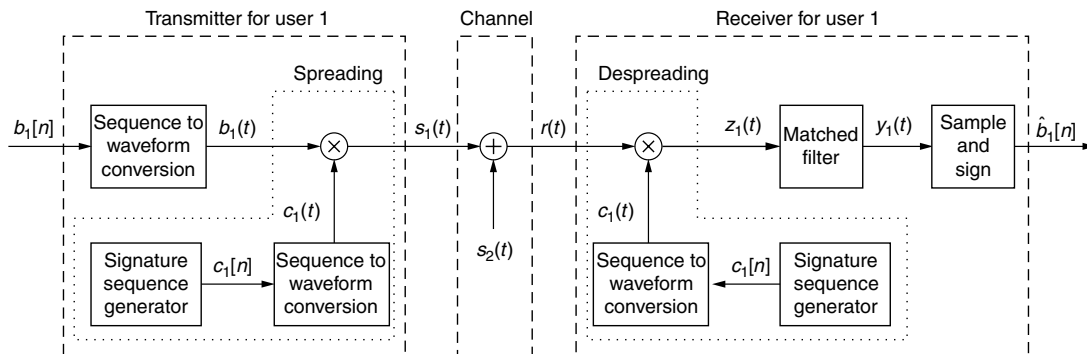 Transmitter for user 1
Channel
Receiver for user 1
Spreading
Despreading
b₁[n]
Sequence to
waveform
conversion
b₁(t)
×
s₁(t)
+
r(t)
×
z₁(t)
Matched
filter
y₁(t)
Sample
and
sign
b̂₁[n]
c₁(t)
s₂(t)
c₁(t)
Signature
sequence
generator
c₁[n]
Sequence to
waveform
conversion
Sequence to
waveform
conversion
c₁[n]
Signature
sequence
generator